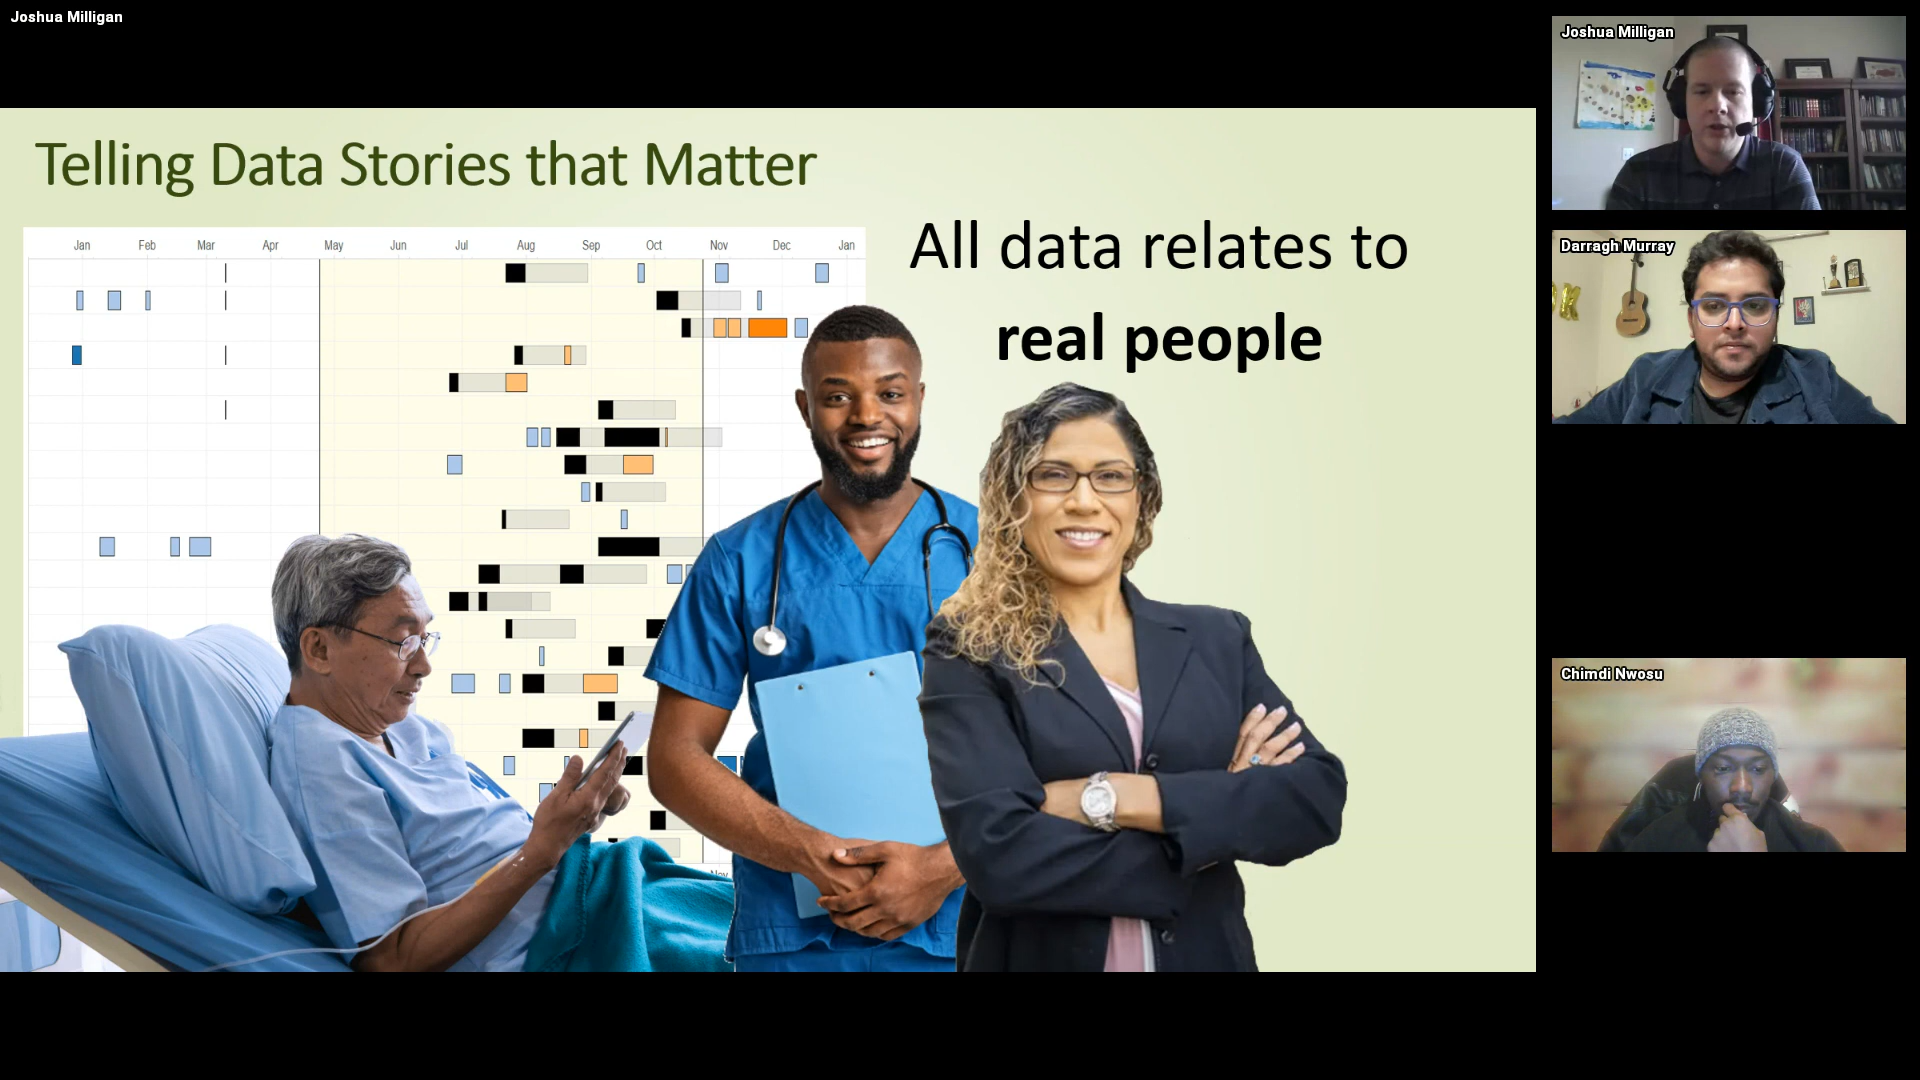 Joshua Milligan
Telling Data Stories that Matter
Jan Feb Mar Apr May Jun Jul Aug Sep Oct Nov Dec Jan
All data relates to
real people
Nov
Joshua Milligan
Darragh Murray
Chimdi Nwosu